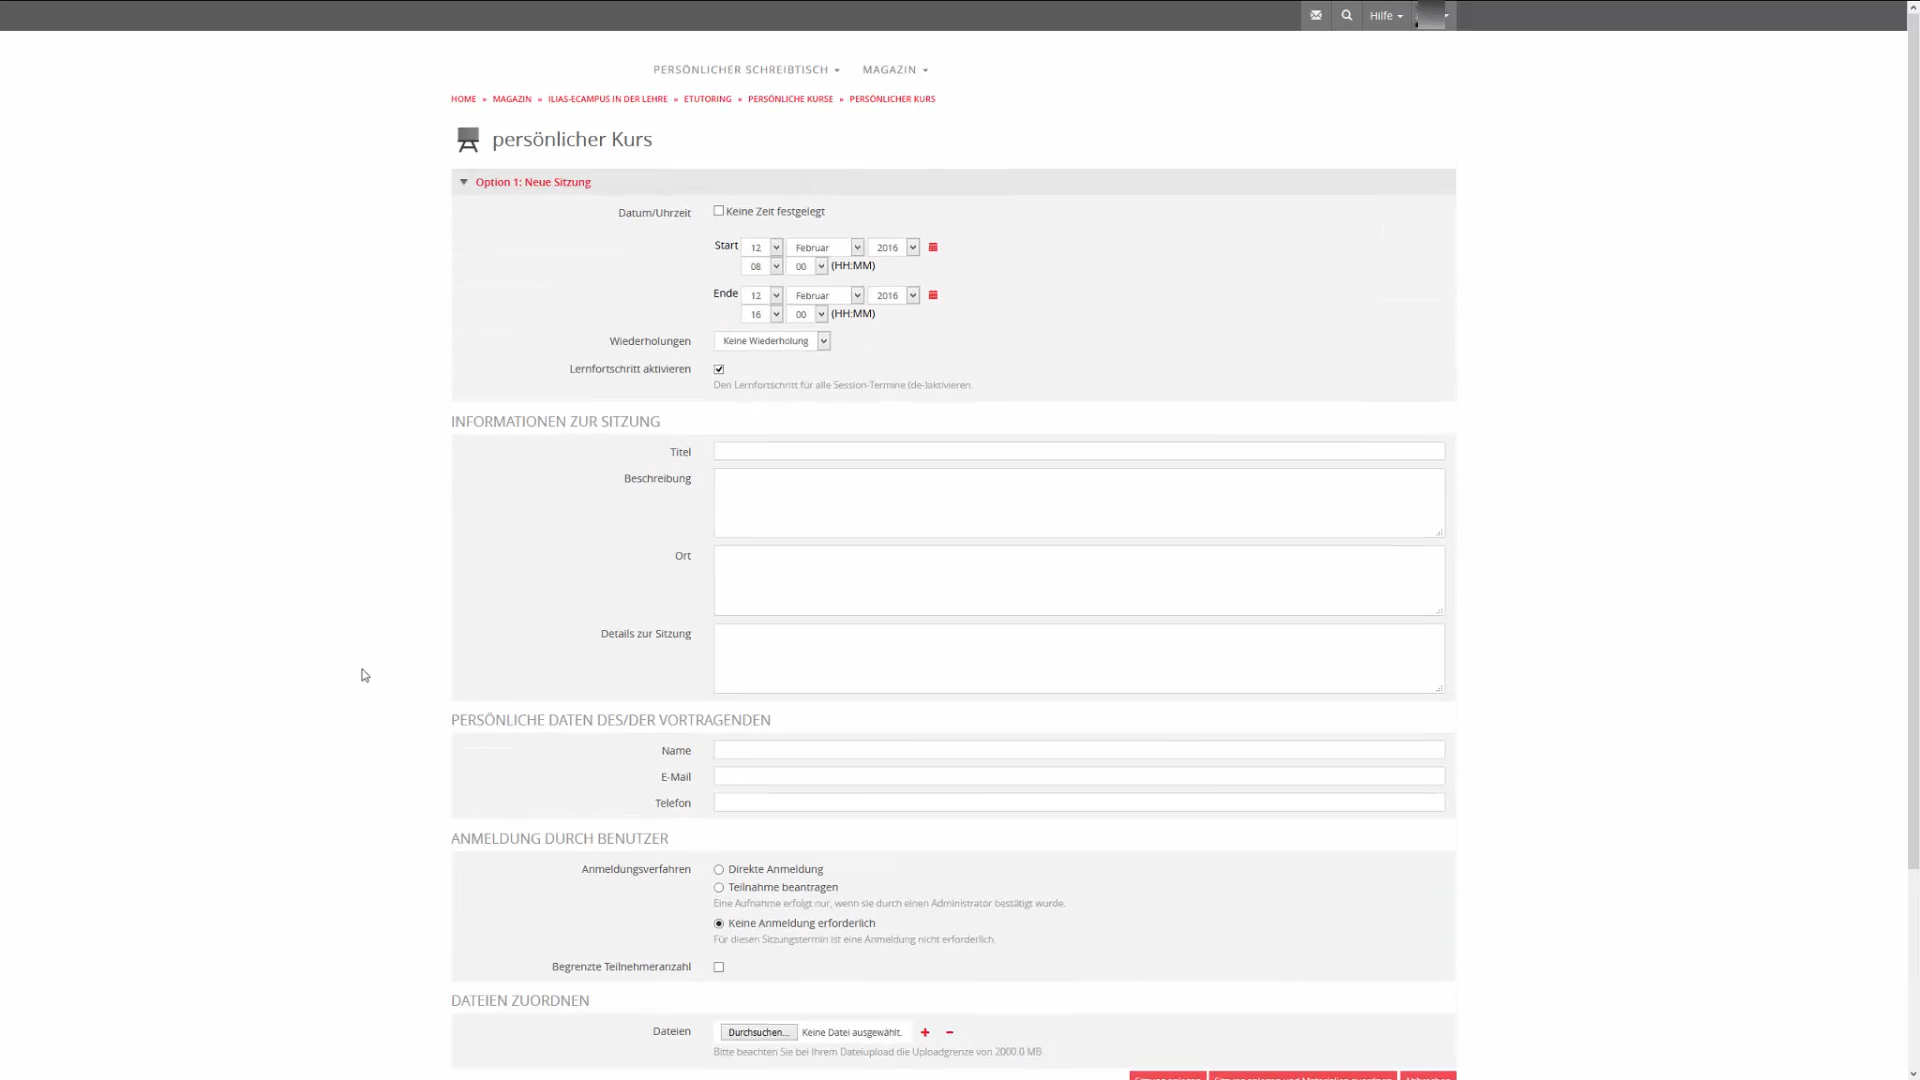 Hilfe
PERSÖNLICHER SCHREIBTISCH MAGAZIN
HOME » MAGAZIN » ILIAS-ECAMPUS IN DER LEHRE » ETUTORING » PERSÖNLICHE KURSE » PERSÖNLICHER KURS
persönlicher Kurs
Option 1: Neue Sitzung
Datum/Uhrzeit Keine Zeit festgelegt
Start 12 Februar 2016
08 00 (HH:MM)
Ende 12 Februar 2016
16 00 (HH:MM)
Wiederholungen Keine Wiederholung
Lernfortschritt aktivieren
Den Lernfortschritt für alle Session-Termine (de-)aktivieren.
INFORMATIONEN ZUR SITZUNG
Titel
Beschreibung
Ort
Details zur Sitzung
PERSÖNLICHE DATEN DES/DER VORTRAGENDEN
Name
E-Mail
Telefon
ANMELDUNG DURCH BENUTZER
Anmeldungsverfahren Direkte Anmeldung
Teilnahme beantragen
Eine Aufnahme erfolgt nur, wenn sie durch einen Administrator bestätigt wurde.
Keine Anmeldung erforderlich
Für diesen Sitzungstermin ist eine Anmeldung nicht erforderlich.
Begrenzte Teilnehmeranzahl
DATEIEN ZUORDNEN
Dateien Durchsuchen... Keine Datei ausgewählt. + −
Bitte beachten Sie bei Ihrem Dateiupload die Uploadgrenze von 2000.0 MB.